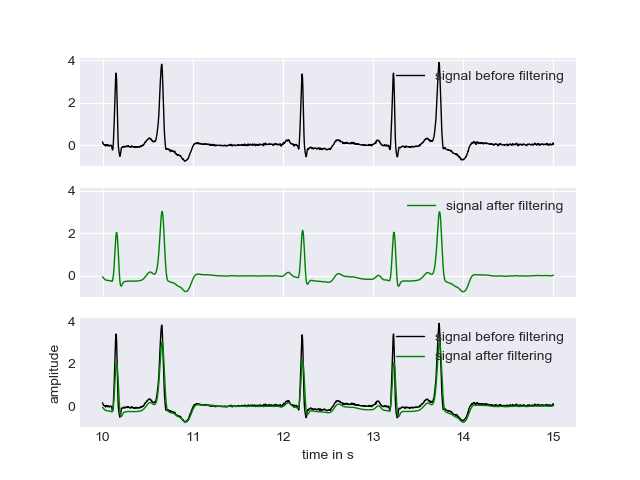 4
signal before filtering
2
0
4
signal after filtering
2
0
4
signal before filtering
signal after filtering
2
0
amplitude
10 11 12 13 14 15
time in s